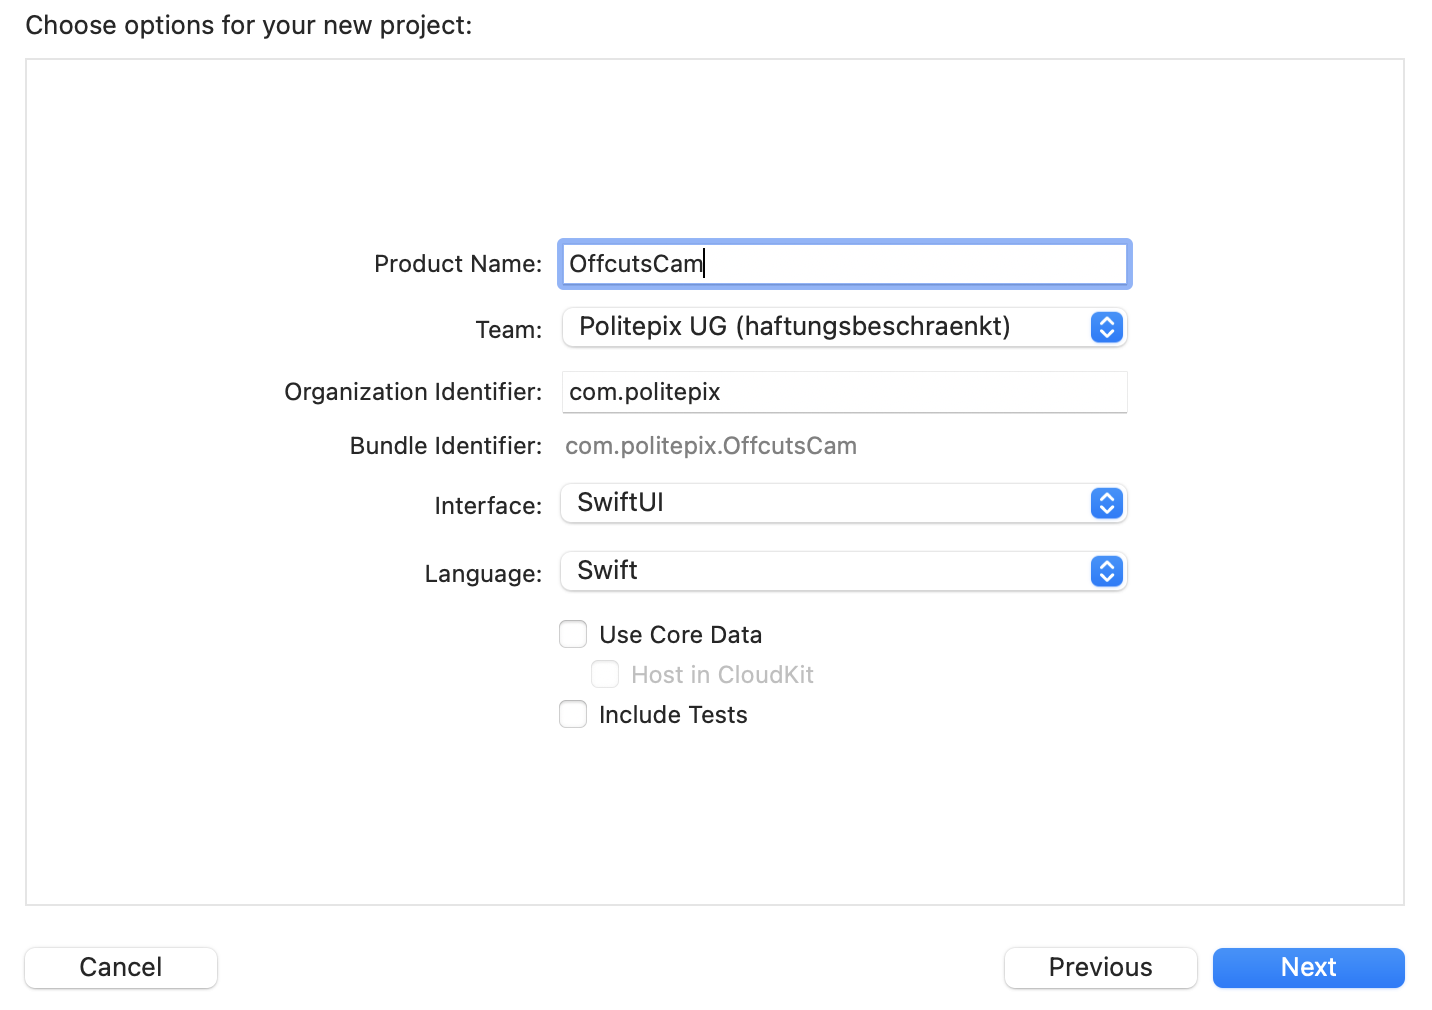 Choose options for your new project:
Product Name: OffcutsCam
Team: Politepix UG (haftungsbeschraenkt)
Organization Identifier: com.politepix
Bundle Identifier: com.politepix.OffcutsCam
Interface: SwiftUI
Language: Swift
Use Core Data
Host in CloudKit
Include Tests
Cancel Previous Next